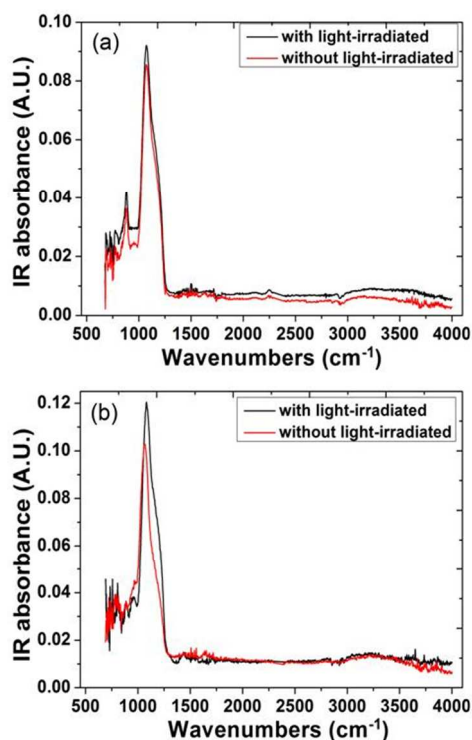 (a)
with light-irradiated
without light-irradiated
IR absorbance (A.U.)
0.10
0.08
0.06
0.04
0.02
0.00
500 1000 1500 2000 2500 3000 3500 4000
Wavenumbers (cm-1)
(b)
with light-irradiated
without light-irradiated
IR absorbance (A.U.)
0.12
0.10
0.08
0.06
0.04
0.02
0.00
500 1000 1500 2000 2500 3000 3500 4000
Wavenumbers (cm-1)